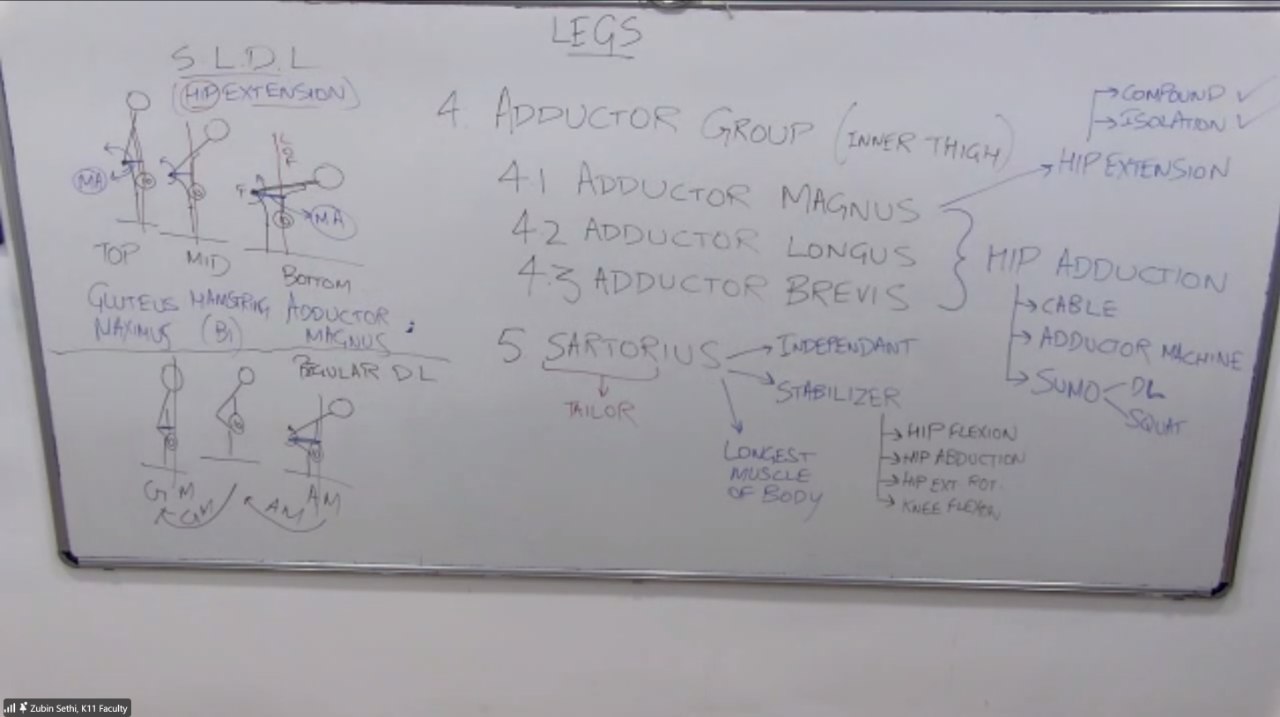 LEGS
S.L.D.L
(HIP EXTENSION)
MA
MA
TOP
MID
BOTTOM
GLUTEUS MAXIMUS
HAMSTRING (Bi)
ADDUCTOR MAGNUS
REGULAR DL
GM
AM
GM
AM
4. ADDUCTOR GROUP (INNER THIGH)
4.1 ADDUCTOR MAGNUS
4.2 ADDUCTOR LONGUS
4.3 ADDUCTOR BREVIS
COMPOUND ✓
ISOLATION ✓
HIP EXTENSION
HIP ADDUCTION
CABLE
ADDUCTOR MACHINE
SUMO
DL
SQUAT
5 SARTORIUS
TAILOR
INDEPENDANT
STABILIZER
HIP FLEXION
HIP ABDUCTION
HIP EXT ROT.
KNEE FLEXION
LONGEST
MUSCLE
OF BODY
Zubin Sethi, K11 Faculty